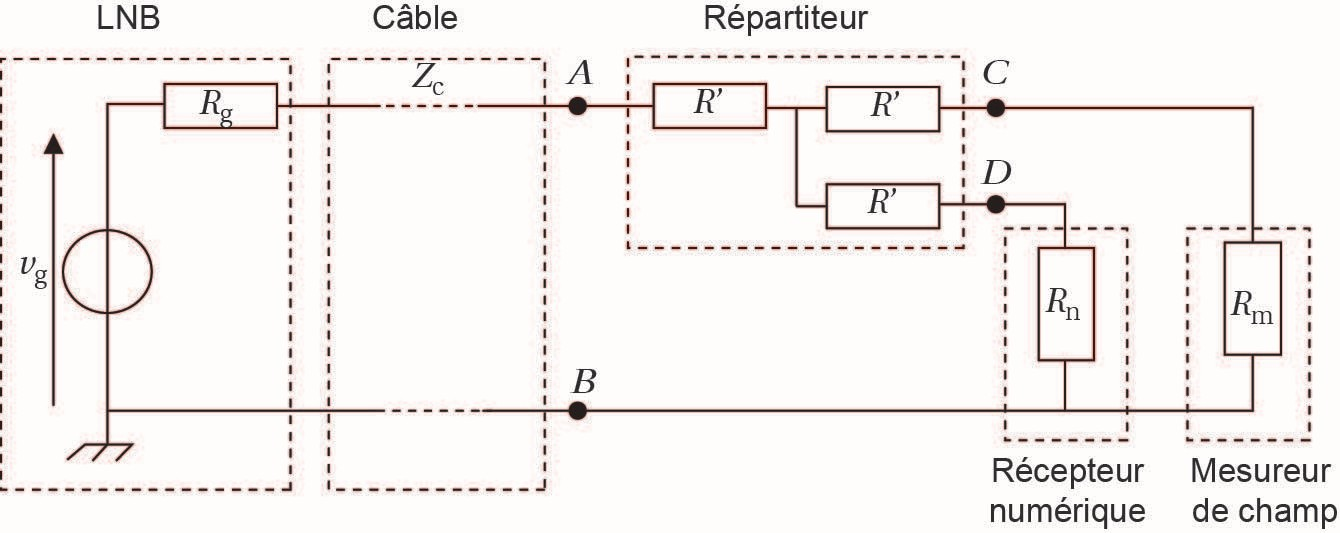 LNB Câble Répartiteur
Zc A C
Rg R' R'
D
R'
vg
Rn Rm
B
Récepteur Mesureur
numérique de champ